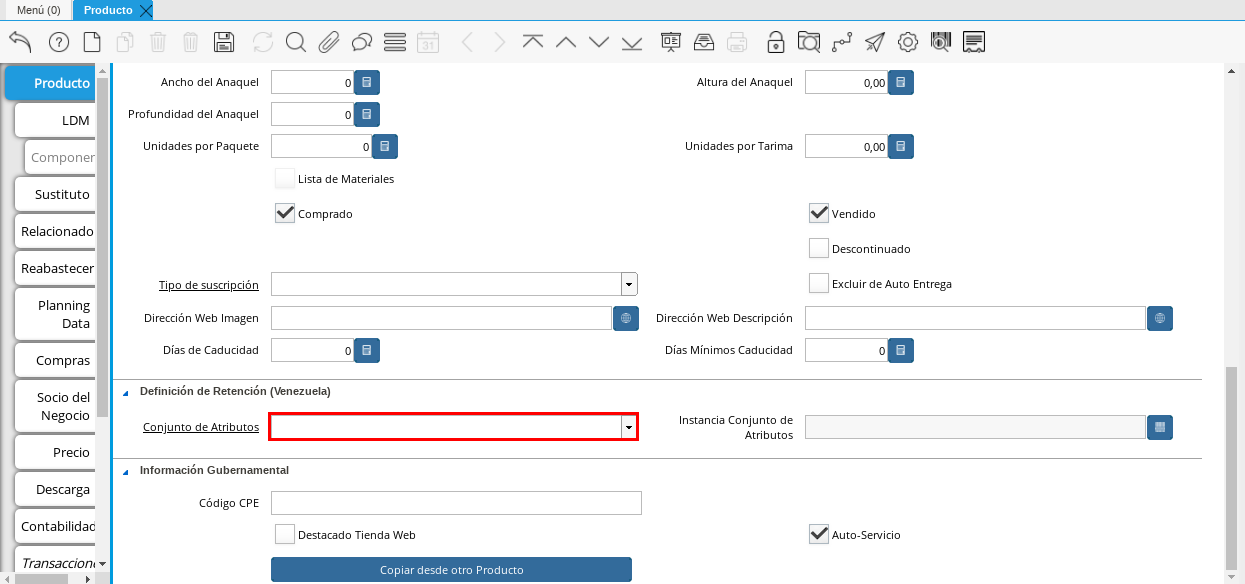 Menú (0)
Producto
31
Producto
LDM
Componen
Sustituto
Relacionado
Reabastecer
Planning
Data
Compras
Socio del
Negocio
Precio
Descarga
Contabilidad
Transaccione
Ancho del Anaquel 0
Altura del Anaquel 0,00
Profundidad del Anaquel 0
Unidades por Paquete 0
Unidades por Tarima 0,00
Lista de Materiales
Comprado
Vendido
Descontinuado
Tipo de suscripción
Excluir de Auto Entrega
Dirección Web Imagen
Dirección Web Descripción
Días de Caducidad 0
Días Mínimos Caducidad 0
Definición de Retención (Venezuela)
Conjunto de Atributos
Instancia Conjunto de
Atributos
Información Gubernamental
Código CPE
Destacado Tienda Web
Auto-Servicio
Copiar desde otro Producto